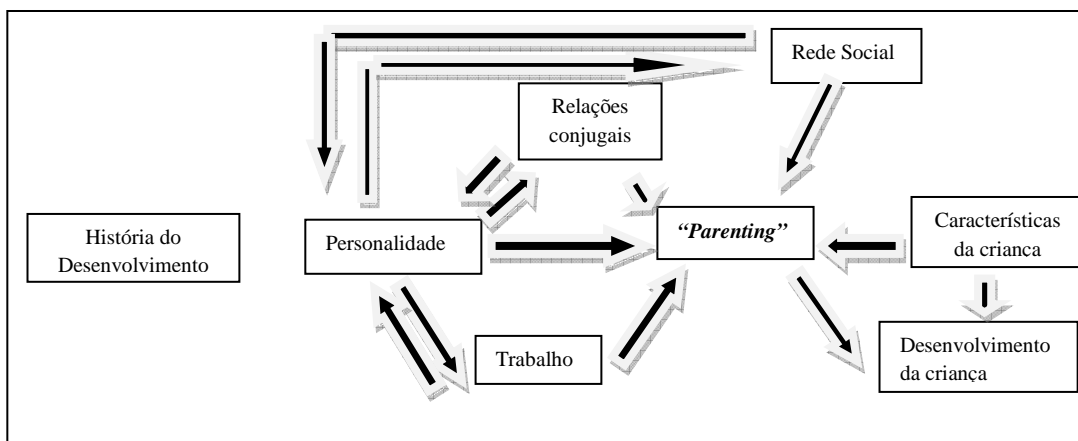 Rede Social
Relações
conjugais
História do
Desenvolvimento
Personalidade
“Parenting”
Características
da criança
Trabalho
Desenvolvimento
da criança